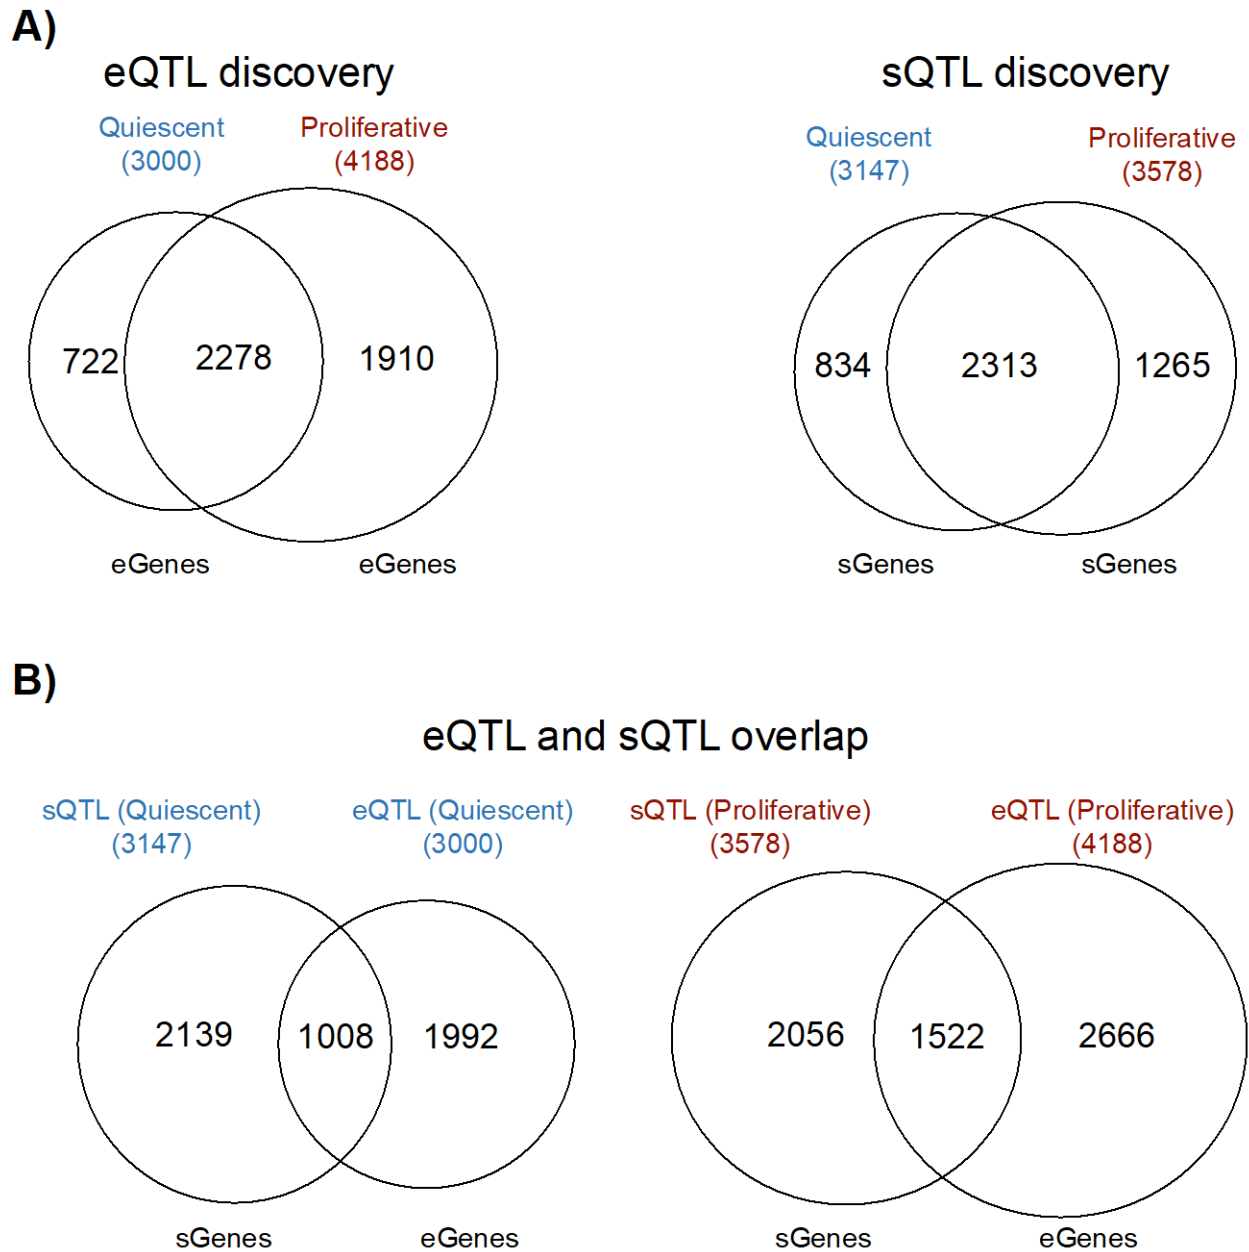 A)
eQTL discovery
Quiescent
(3000)
Proliferative
(4188)
722
2278
1910
eGenes
eGenes
sQTL discovery
Quiescent
(3147)
Proliferative
(3578)
834
2313
1265
sGenes
sGenes
B)
eQTL and sQTL overlap
sQTL (Quiescent)
(3147)
eQTL (Quiescent)
(3000)
2139
1008
1992
sGenes
eGenes
sQTL (Proliferative)
(3578)
eQTL (Proliferative)
(4188)
2056
1522
2666
sGenes
eGenes